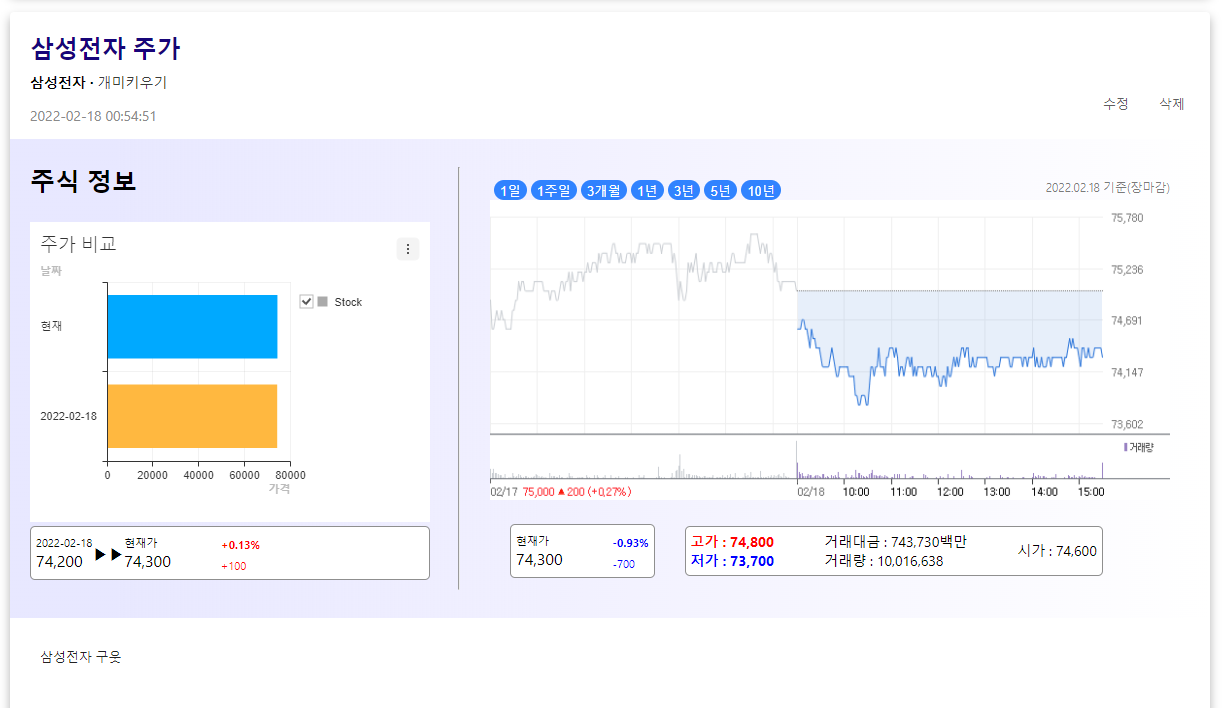 삼성전자 주가
삼성전자 · 개미키우기
2022-02-18 00:54:51
수정 삭제
주식 정보
주가 비교
날짜
현재
2022-02-18
0 20000 40000 60000 80000
가격
Stock
2022-02-18 현재가 +0.13%
74,200 ▶▶ 74,300 +100
1일 1주일 3개월 1년 3년 5년 10년
2022.02.18 기준(장마감)
75,780
75,236
74,691
74,147
73,602
거래량
02/17 75,000 ▲200 (+0,27%) 02/18 10:00 11:00 12:00 13:00 14:00 15:00
현재가 -0.93%
74,300 -700
고가 : 74,800 거래대금 : 743,730백만
저가 : 73,700 거래량 : 10,016,638
시가 : 74,600
삼성전자 구웃